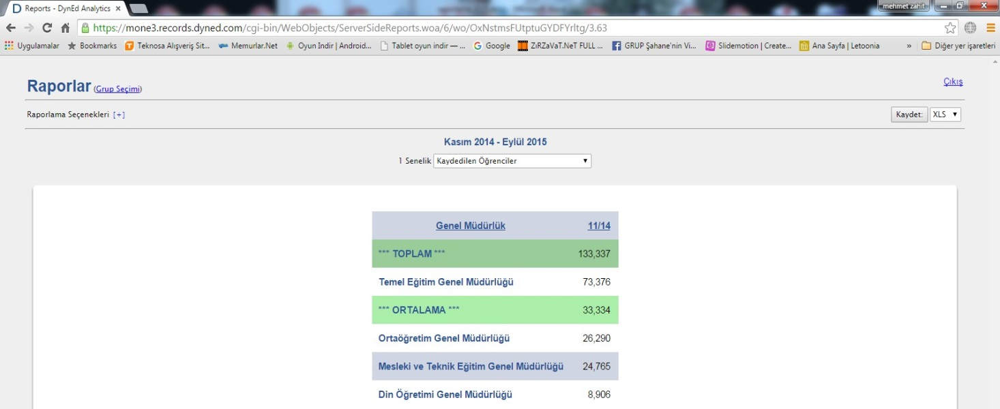 Reports - DynEd Analytics ×
mehmet zahit
https://mone3.records.dyned.com/cgi-bin/WebObjects/ServerSideReports.woa/6/wo/OxNstmsFUtptuGYDFYrltg/3.63
Uygulamalar Bookmarks Teknosa Alışveriş Sit... Memurlar.Net Oyun Indir | Android... Tablet oyun indir — ... Google ZiRZaVaT.NeT FULL ... GRUP Şahane'nin Vi... Slidemotion | Create... Ana Sayfa | Letoonia » Diğer yer işaretleri
Raporlar (Grup Seçimi) Çıkış
Raporlama Seçenekleri [+] Kaydet: XLS
Kasım 2014 - Eylül 2015
1 Senelik Kaydedilen Öğrenciler
Genel Müdürlük 11/14
*** TOPLAM *** 133,337
Temel Eğitim Genel Müdürlüğü 73,376
*** ORTALAMA *** 33,334
Ortaöğretim Genel Müdürlüğü 26,290
Mesleki ve Teknik Eğitim Genel Müdürlüğü 24,765
Din Öğretimi Genel Müdürlüğü 8,906